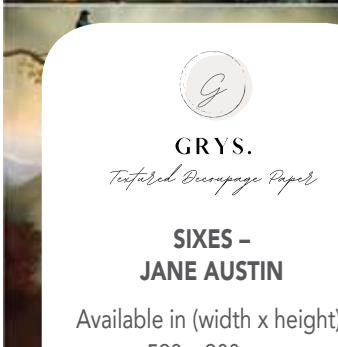 G
GRYS.
Textured Decoupage Paper
SIXES –
JANE AUSTIN
Available in (width x height)